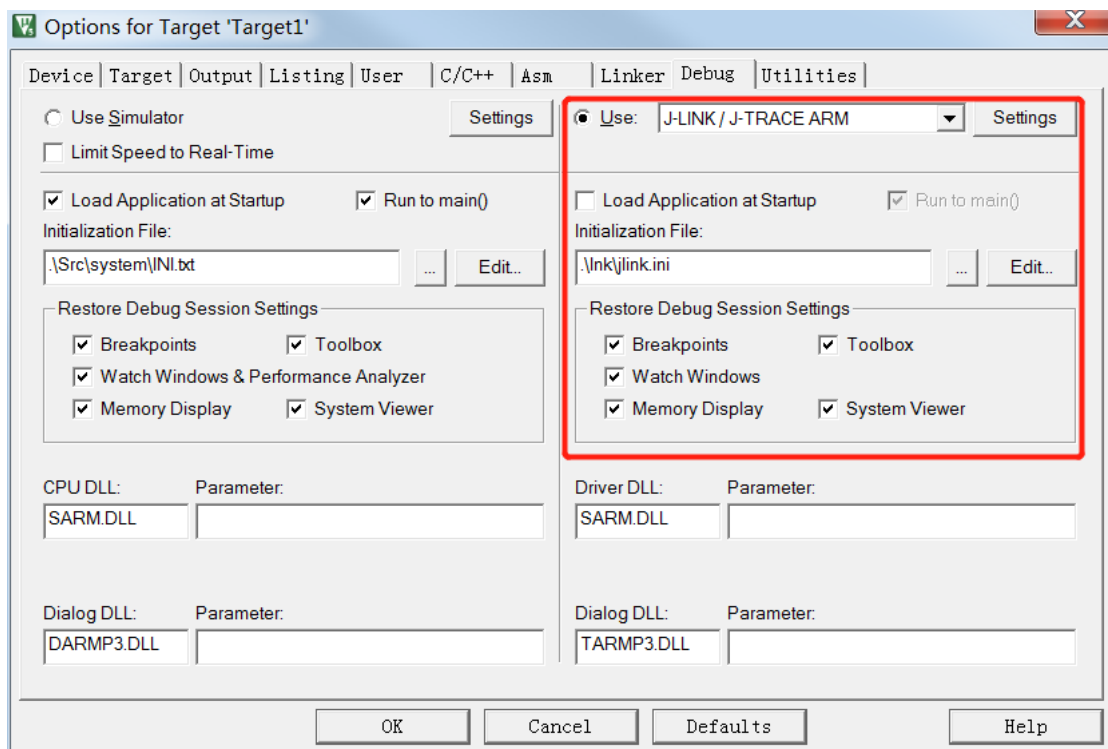 Options for Target 'Target1'
Device Target Output Listing User C/C++ Asm Linker Debug Utilities
Use Simulator
Settings
Limit Speed to Real-Time
Load Application at Startup
Run to main()
Initialization File:
.\Src\system\INI.txt
...
Edit...
Restore Debug Session Settings
Breakpoints
Toolbox
Watch Windows & Performance Analyzer
Memory Display
System Viewer
CPU DLL:
Parameter:
SARM.DLL
Dialog DLL:
Parameter:
DARMP3.DLL
Use:
J-LINK / J-TRACE ARM
Settings
Load Application at Startup
Run to main()
Initialization File:
.\lnk\jlink.ini
...
Edit...
Restore Debug Session Settings
Breakpoints
Toolbox
Watch Windows
Memory Display
System Viewer
Driver DLL:
Parameter:
SARM.DLL
Dialog DLL:
Parameter:
TARMP3.DLL
OK
Cancel
Defaults
Help